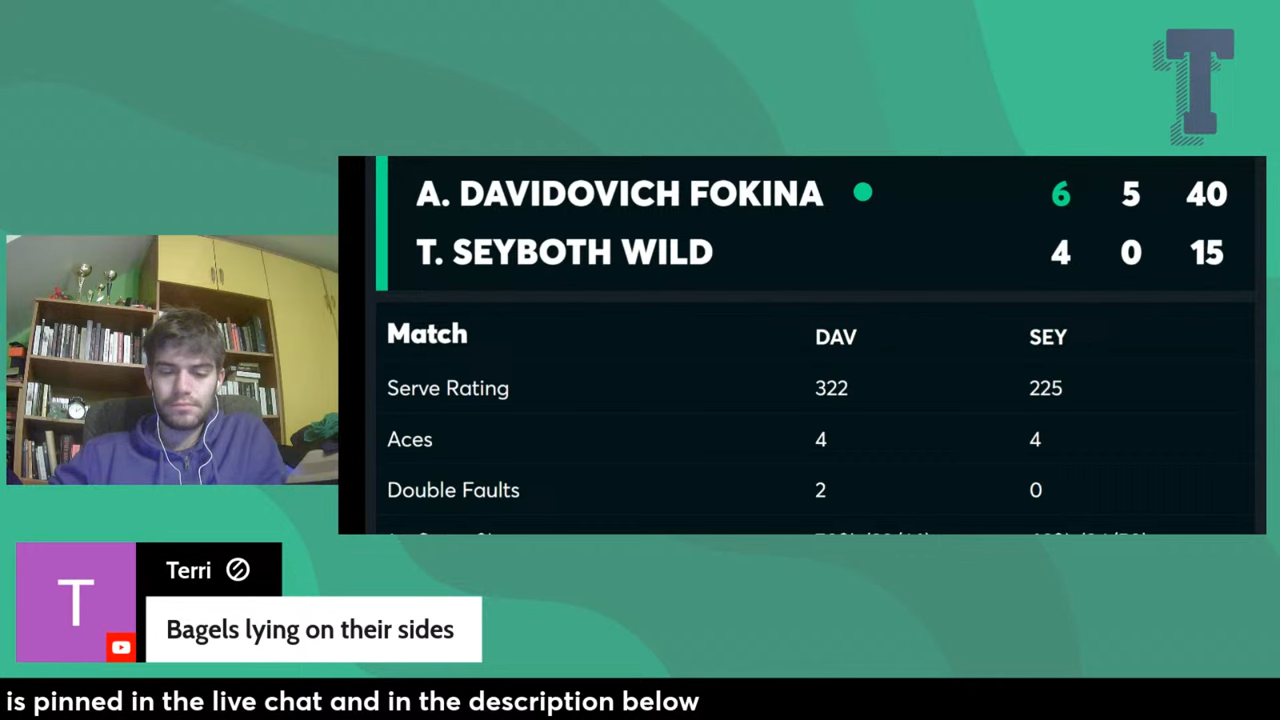 T
A. DAVIDOVICH FOKINA 6 5 40
T. SEYBOTH WILD 4 0 15
Match DAV SEY
Serve Rating 322 225
Aces 4 4
Double Faults 2 0
T
Terri
Bagels lying on their sides
is pinned in the live chat and in the description below